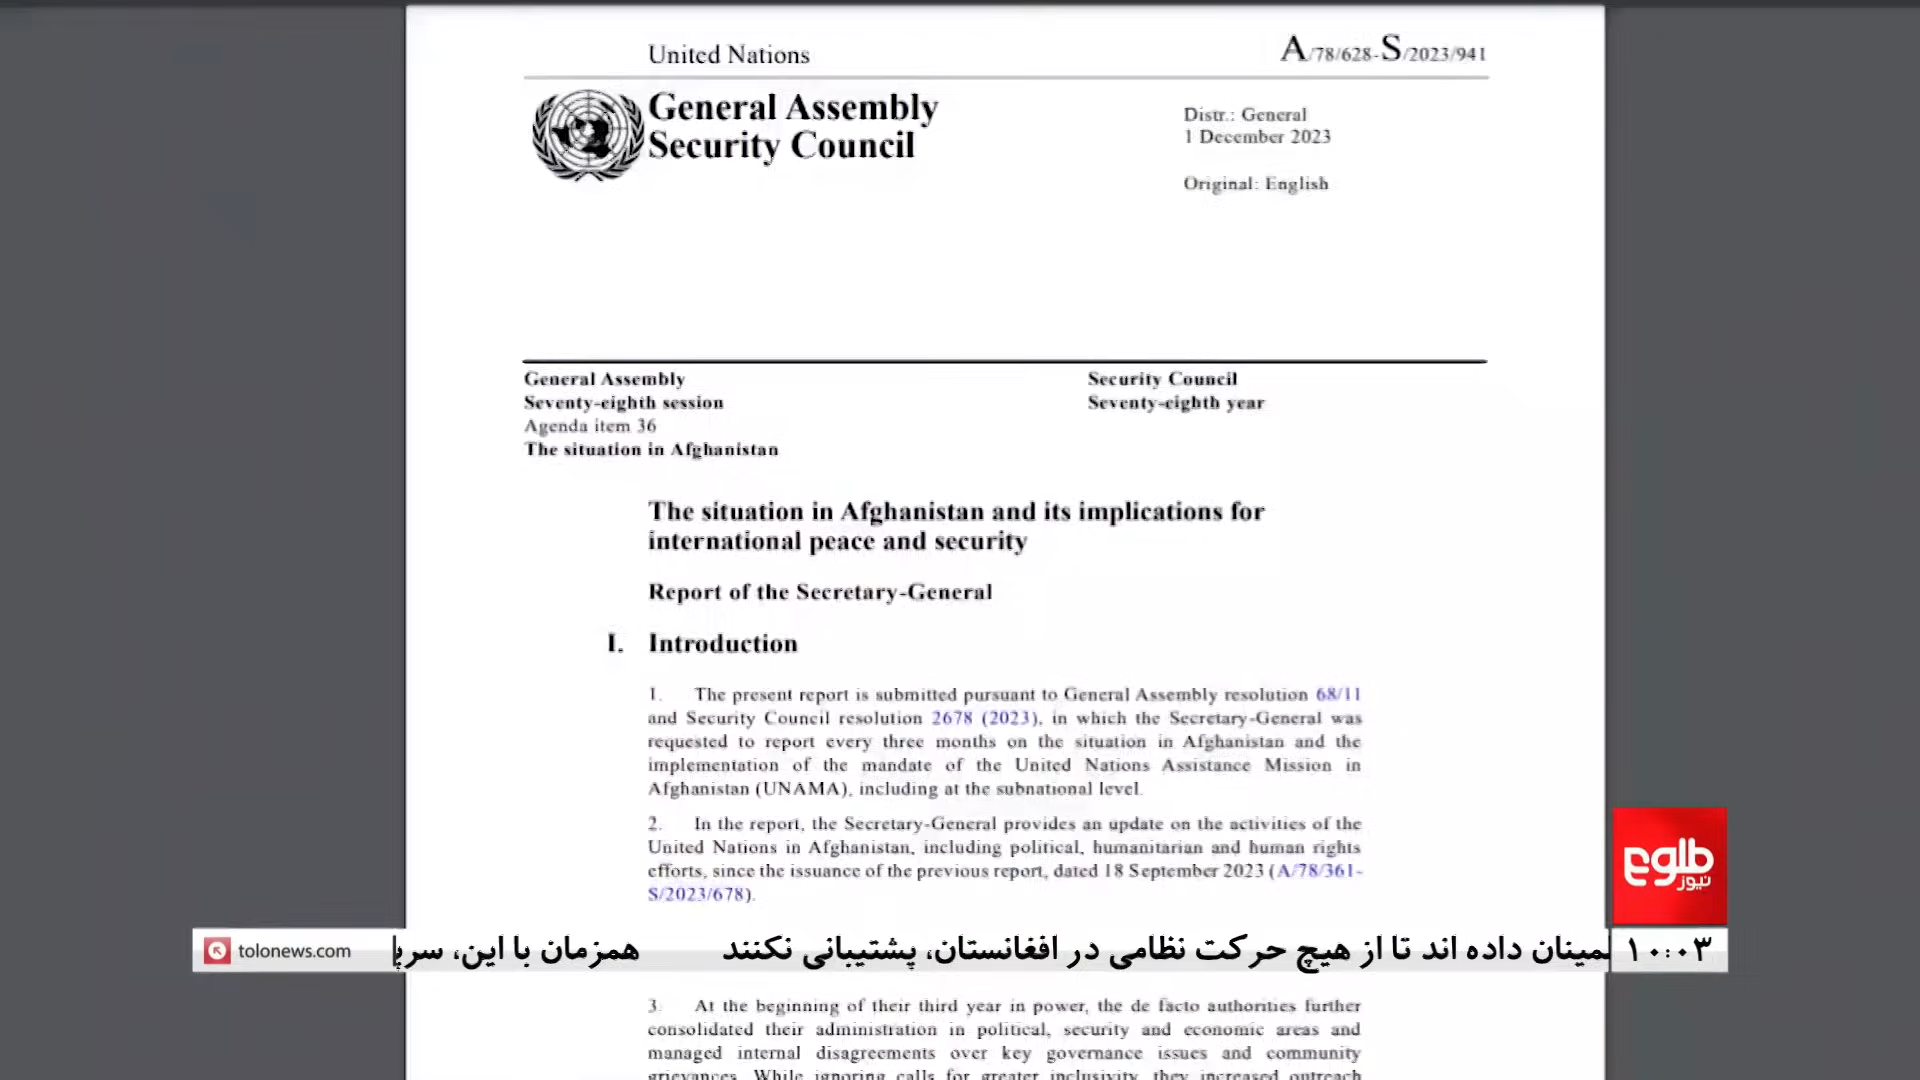 United Nations
A/78/628-S/2023/941
General Assembly
Security Council
Distr.: General
1 December 2023
Original: English
General Assembly
Seventy-eighth session
Agenda item 36
The situation in Afghanistan
Security Council
Seventy-eighth year
The situation in Afghanistan and its implications for
international peace and security
Report of the Secretary-General
I. Introduction
1. The present report is submitted pursuant to General Assembly resolution 68/11
and Security Council resolution 2678 (2023), in which the Secretary-General was
requested to report every three months on the situation in Afghanistan and the
implementation of the mandate of the United Nations Assistance Mission in
Afghanistan (UNAMA), including at the subnational level.
2. In the report, the Secretary-General provides an update on the activities of the
United Nations in Afghanistan, including political, humanitarian and human rights
efforts, since the issuance of the previous report, dated 18 September 2023 (A/78/361-
S/2023/678).
طلوع
نیوز
۱۰:۰۳
داده اند تا از هیچ حرکت نظامی در افغانستان، پشتیبانی نکنند همزمان با این،
tolonews.com
3. At the beginning of their third year in power, the de facto authorities further
consolidated their administration in political, security and economic areas and
managed internal disagreements over key governance issues and community
grievances. While ignoring calls for greater inclusivity, they increased outreach